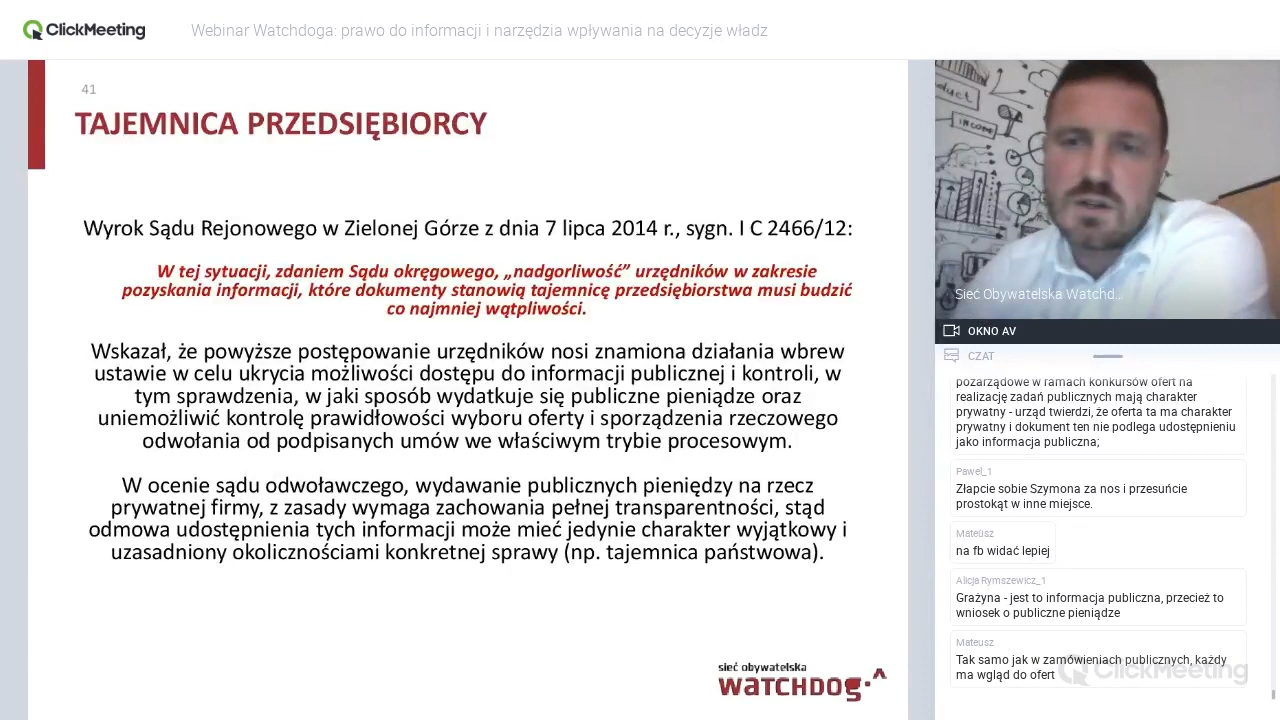 ClickMeeting
Webinar Watchdoga: prawo do informacji i narzędzia wpływania na decyzje władz
41
TAJEMNICA PRZEDSIĘBIORCY
Wyrok Sądu Rejonowego w Zielonej Górze z dnia 7 lipca 2014 r., sygn. I C 2466/12:
W tej sytuacji, zdaniem Sądu okręgowego, „nadgorliwość” urzędników w zakresie
pozyskania informacji, które dokumenty stanowią tajemnicę przedsiębiorstwa musi budzić
co najmniej wątpliwości.
Wskazał, że powyższe postępowanie urzędników nosi znamiona działania wbrew
ustawie w celu ukrycia możliwości dostępu do informacji publicznej i kontroli, w
tym sprawdzenia, w jaki sposób wydatkuje się publiczne pieniądze oraz
uniemożliwić kontrolę prawidłowości wyboru oferty i sporządzenia rzeczowego
odwołania od podpisanych umów we właściwym trybie procesowym.
W ocenie sądu odwoławczego, wydawanie publicznych pieniędzy na rzecz
prywatnej firmy, z zasady wymaga zachowania pełnej transparentności, stąd
odmowa udostępnienia tych informacji może mieć jedynie charakter wyjątkowy i
uzasadniony okolicznościami konkretnej sprawy (np. tajemnica państwowa).
sieć obywatelska
WATCHDOG
duct
INCOME
Sieć Obywatelska Watchd...
OKNO AV
CZAT
pozarządowe w ramach konkursów ofert na
realizację zadań publicznych mają charakter
prywatny - urząd twierdzi, że oferta ta ma charakter
prywatny i dokument ten nie podlega udostępnieniu
jako informacja publiczna;
Pawel_1
Złapcie sobie Szymona za nos i przesuńcie
prostokąt w inne miejsce.
Mateusz
na fb widać lepiej
Alicja Rymszewicz_1
Grażyna - jest to informacja publiczna, przecież to
wniosek o publiczne pieniądze
Mateusz
Tak samo jak w zamówieniach publicznych, każdy
ma wgląd do ofert
ClickMeeting